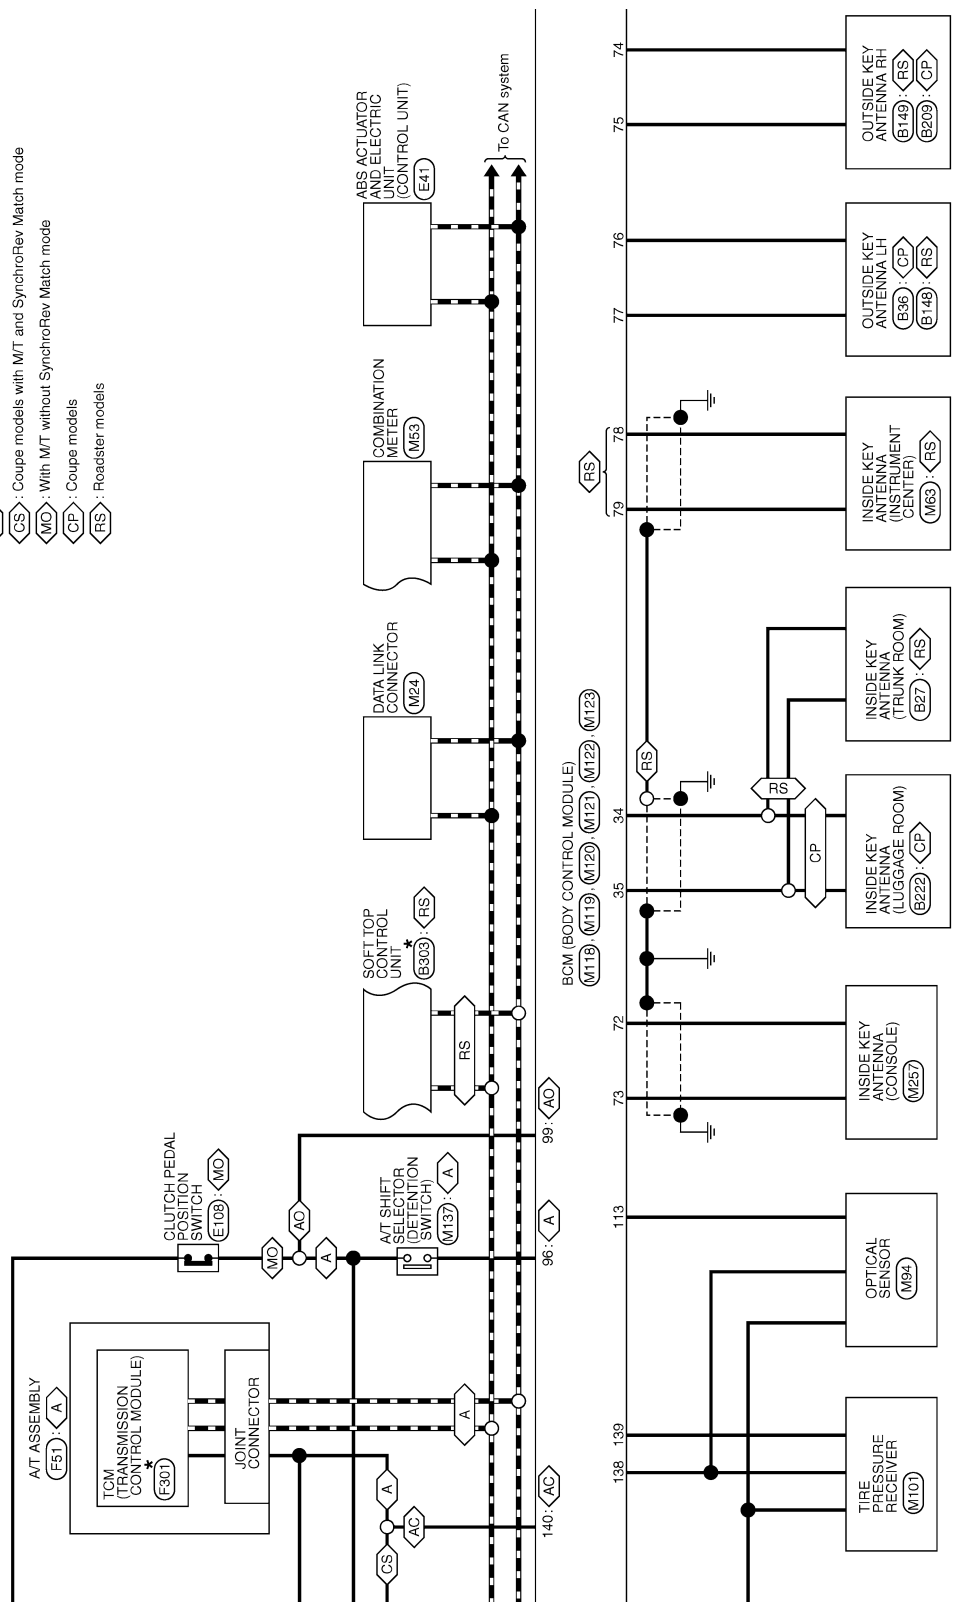 CS : Coupe models with M/T and SynchroRev Match mode
MO : With M/T without SynchroRev Match mode
CP : Coupe models
RS : Roadster models
A/T ASSEMBLY
F51 : A
TCM
(TRANSMISSION
CONTROL MODULE)
*
F301
JOINT
CONNECTOR
CLUTCH PEDAL
POSITION
SWITCH
E108 : MO
MO
AO
A
A/T SHIFT
SELECTOR
(DETENTION
SWITCH)
M137 : A
SOFT TOP
CONTROL
UNIT
*
B303 : RS
DATA LINK
CONNECTOR
M24
COMBINATION
METER
M53
ABS ACTUATOR
AND ELECTRIC
UNIT
(CONTROL UNIT)
E41
To CAN system
CS
A
AC
A
RS
140 : AC
96 : A
99 : AO
BCM (BODY CONTROL MODULE)
M118 , M119 , M120 , M121 , M122 , M123
RS
138
139
113
73
72
35
34
79
78
77
76
75
74
RS
RS
CP
TIRE
PRESSURE
RECEIVER
M101
OPTICAL
SENSOR
M94
INSIDE KEY
ANTENNA
(CONSOLE)
M257
INSIDE KEY
ANTENNA
(LUGGAGE ROOM)
B222 : CP
INSIDE KEY
ANTENNA
(TRUNK ROOM)
B27 : RS
INSIDE KEY
ANTENNA
(INSTRUMENT
CENTER)
M63 : RS
OUTSIDE KEY
ANTENNA LH
B36 : CP
B148 : RS
OUTSIDE KEY
ANTENNA RH
B149 : RS
B209 : CP